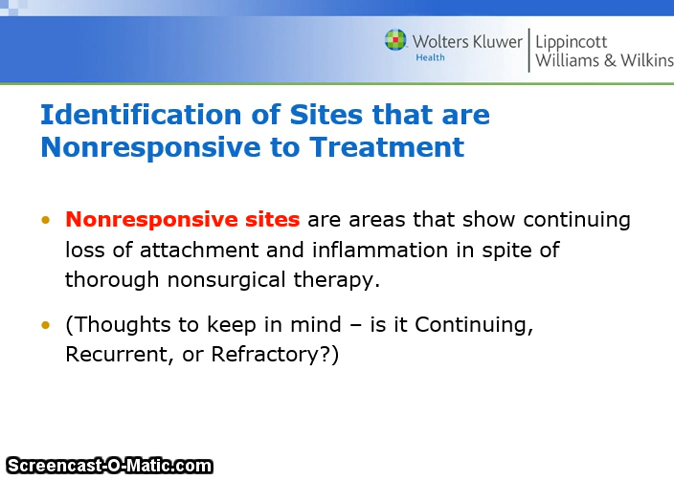 Wolters Kluwer
Health
Lippincott
Williams & Wilkins
Identification of Sites that are
Nonresponsive to Treatment
• Nonresponsive sites are areas that show continuing
loss of attachment and inflammation in spite of
thorough nonsurgical therapy.
• (Thoughts to keep in mind – is it Continuing,
Recurrent, or Refractory?)
Screencast-O-Matic.com